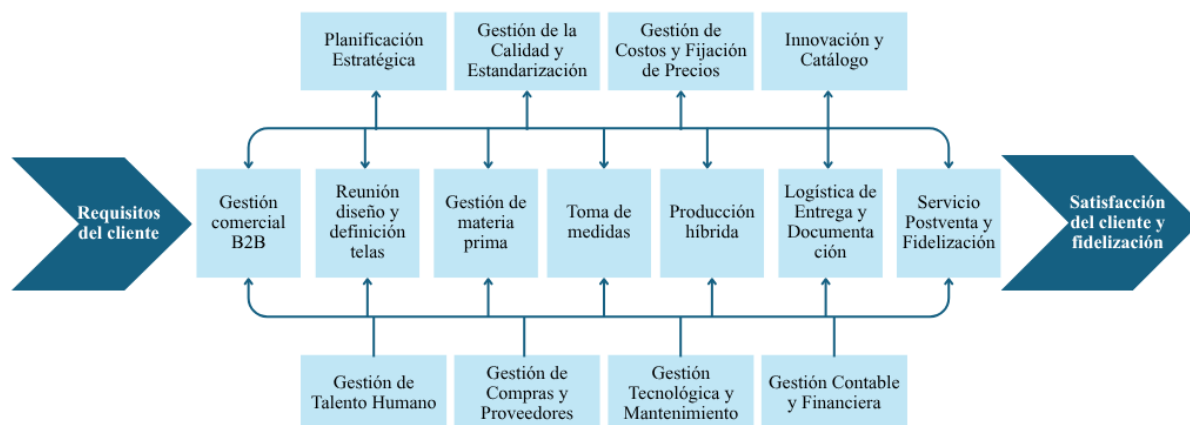 Planificación
Estratégica
Gestión de la
Calidad y
Estandarización
Gestión de
Costos y Fijación
de Precios
Innovación y
Catálogo
Requisitos
del cliente
Gestión
comercial
B2B
Reunión
diseño y
definición
telas
Gestión de
materia
prima
Toma de
medidas
Producción
híbrida
Logística de
Entrega y
Documenta
ción
Servicio
Postventa y
Fidelización
Satisfacción
del cliente y
fidelización
Gestión de
Talento Humano
Gestión de
Compras y
Proveedores
Gestión
Tecnológica y
Mantenimiento
Gestión Contable
y Financiera